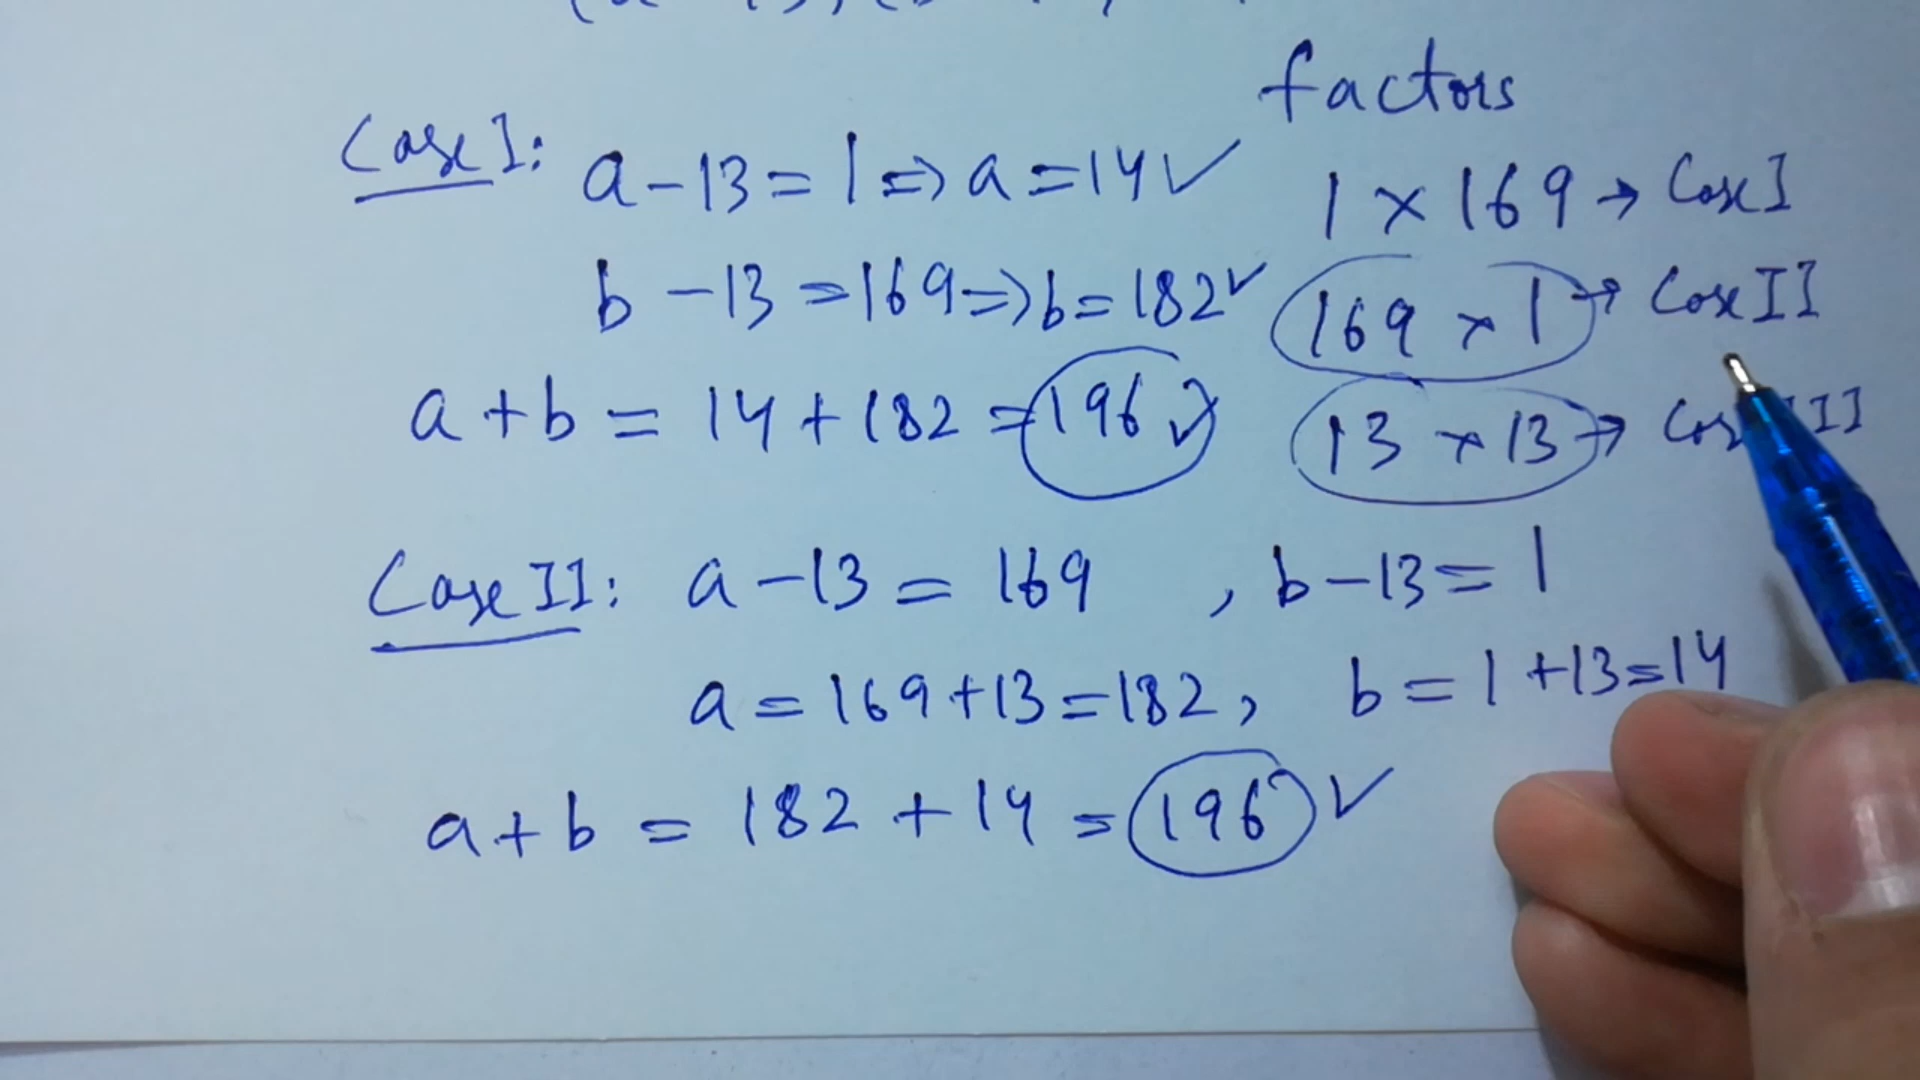 factors
Case I: a - 13 = 1 => a = 14 ✓
1 × 169 → Case I
b - 13 = 169 => b = 182 ✓
169 × 1 → Case II
a + b = 14 + 182 = 196 ✓
13 × 13 →
Case II: a - 13 = 169 , b - 13 = 1
a = 169 + 13 = 182 , b = 1 + 13 = 14
a + b = 182 + 14 = 196 ✓